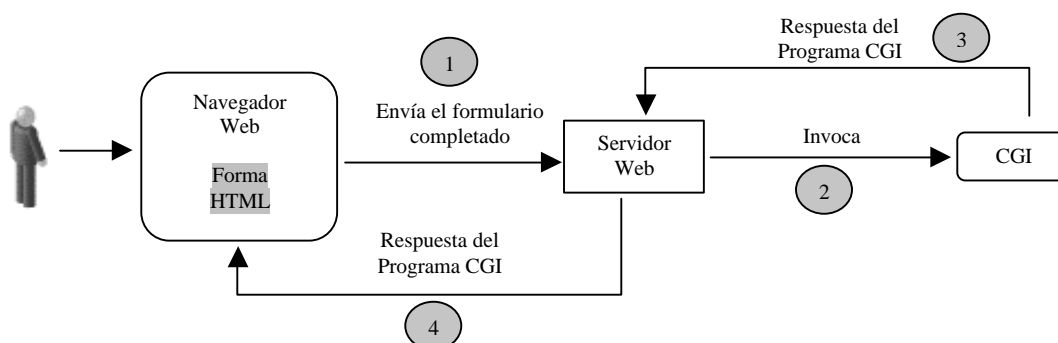 Navegador
Web
Forma
HTML
1
Envía el formulario
completado
Servidor
Web
Invoca
2
CGI
Respuesta del
Programa CGI
3
Respuesta del
Programa CGI
4